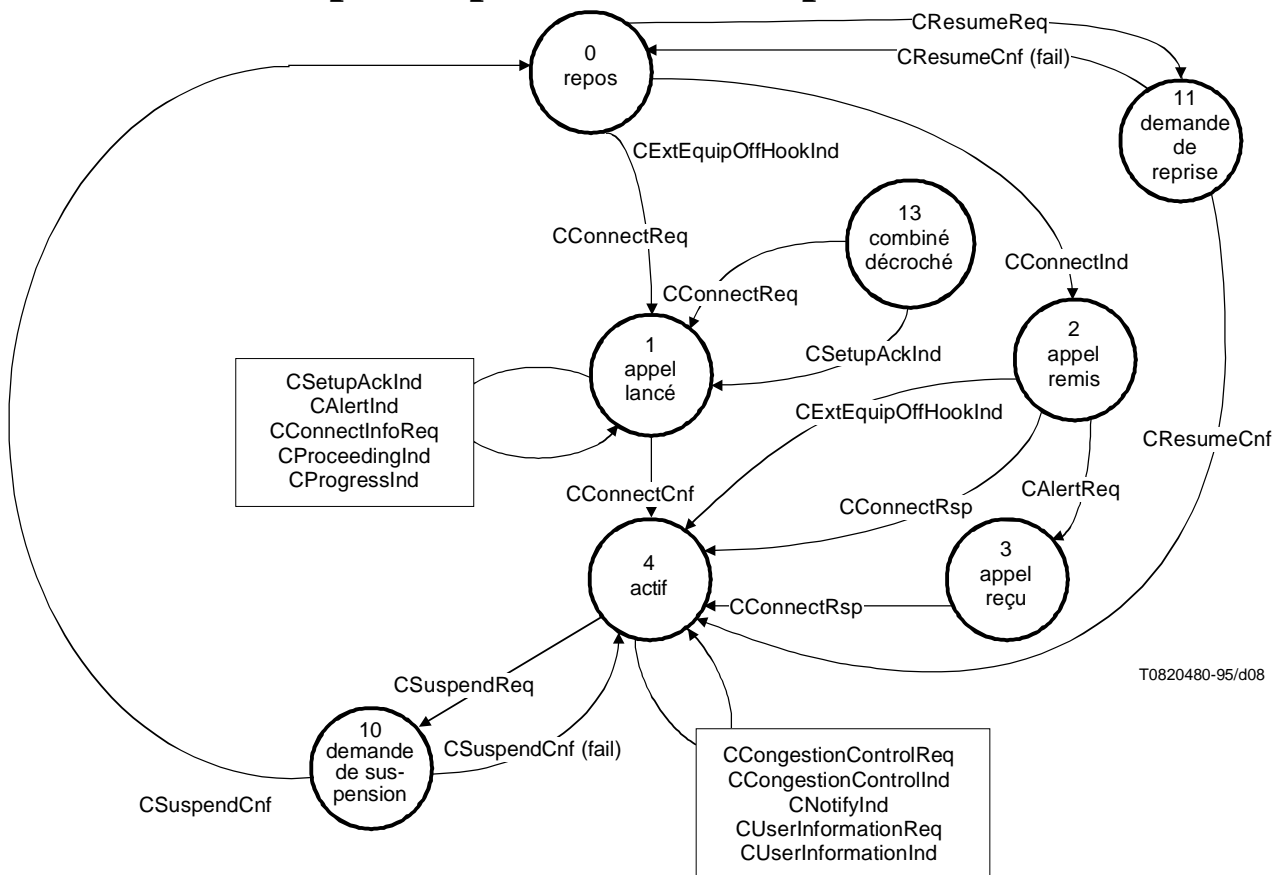 CResumeReq
0
repos
CResumeCnf (fail)
11
demande
de
reprise
CExtEquipOffHookInd
13
combiné
décroché
CConnectReq
CConnectReq
CConnectInd
1
appel
lancé
2
appel
remis
CSetupAckInd
CSetupAckInd
CAlertInd
CConnectInfoReq
CProceedingInd
CProgressInd
CExtEquipOffHookInd
CResumeCnf
CConnectCnf
CConnectRsp
CAlertReq
4
actif
3
appel
reçu
CConnectRsp
T0820480-95/d08
CSuspendReq
10
demande
de sus-
pension
CSuspendCnf (fail)
CSuspendCnf
CCongestionControlReq
CCongestionControlInd
CNotifyInd
CUserInformationReq
CUserInformationInd